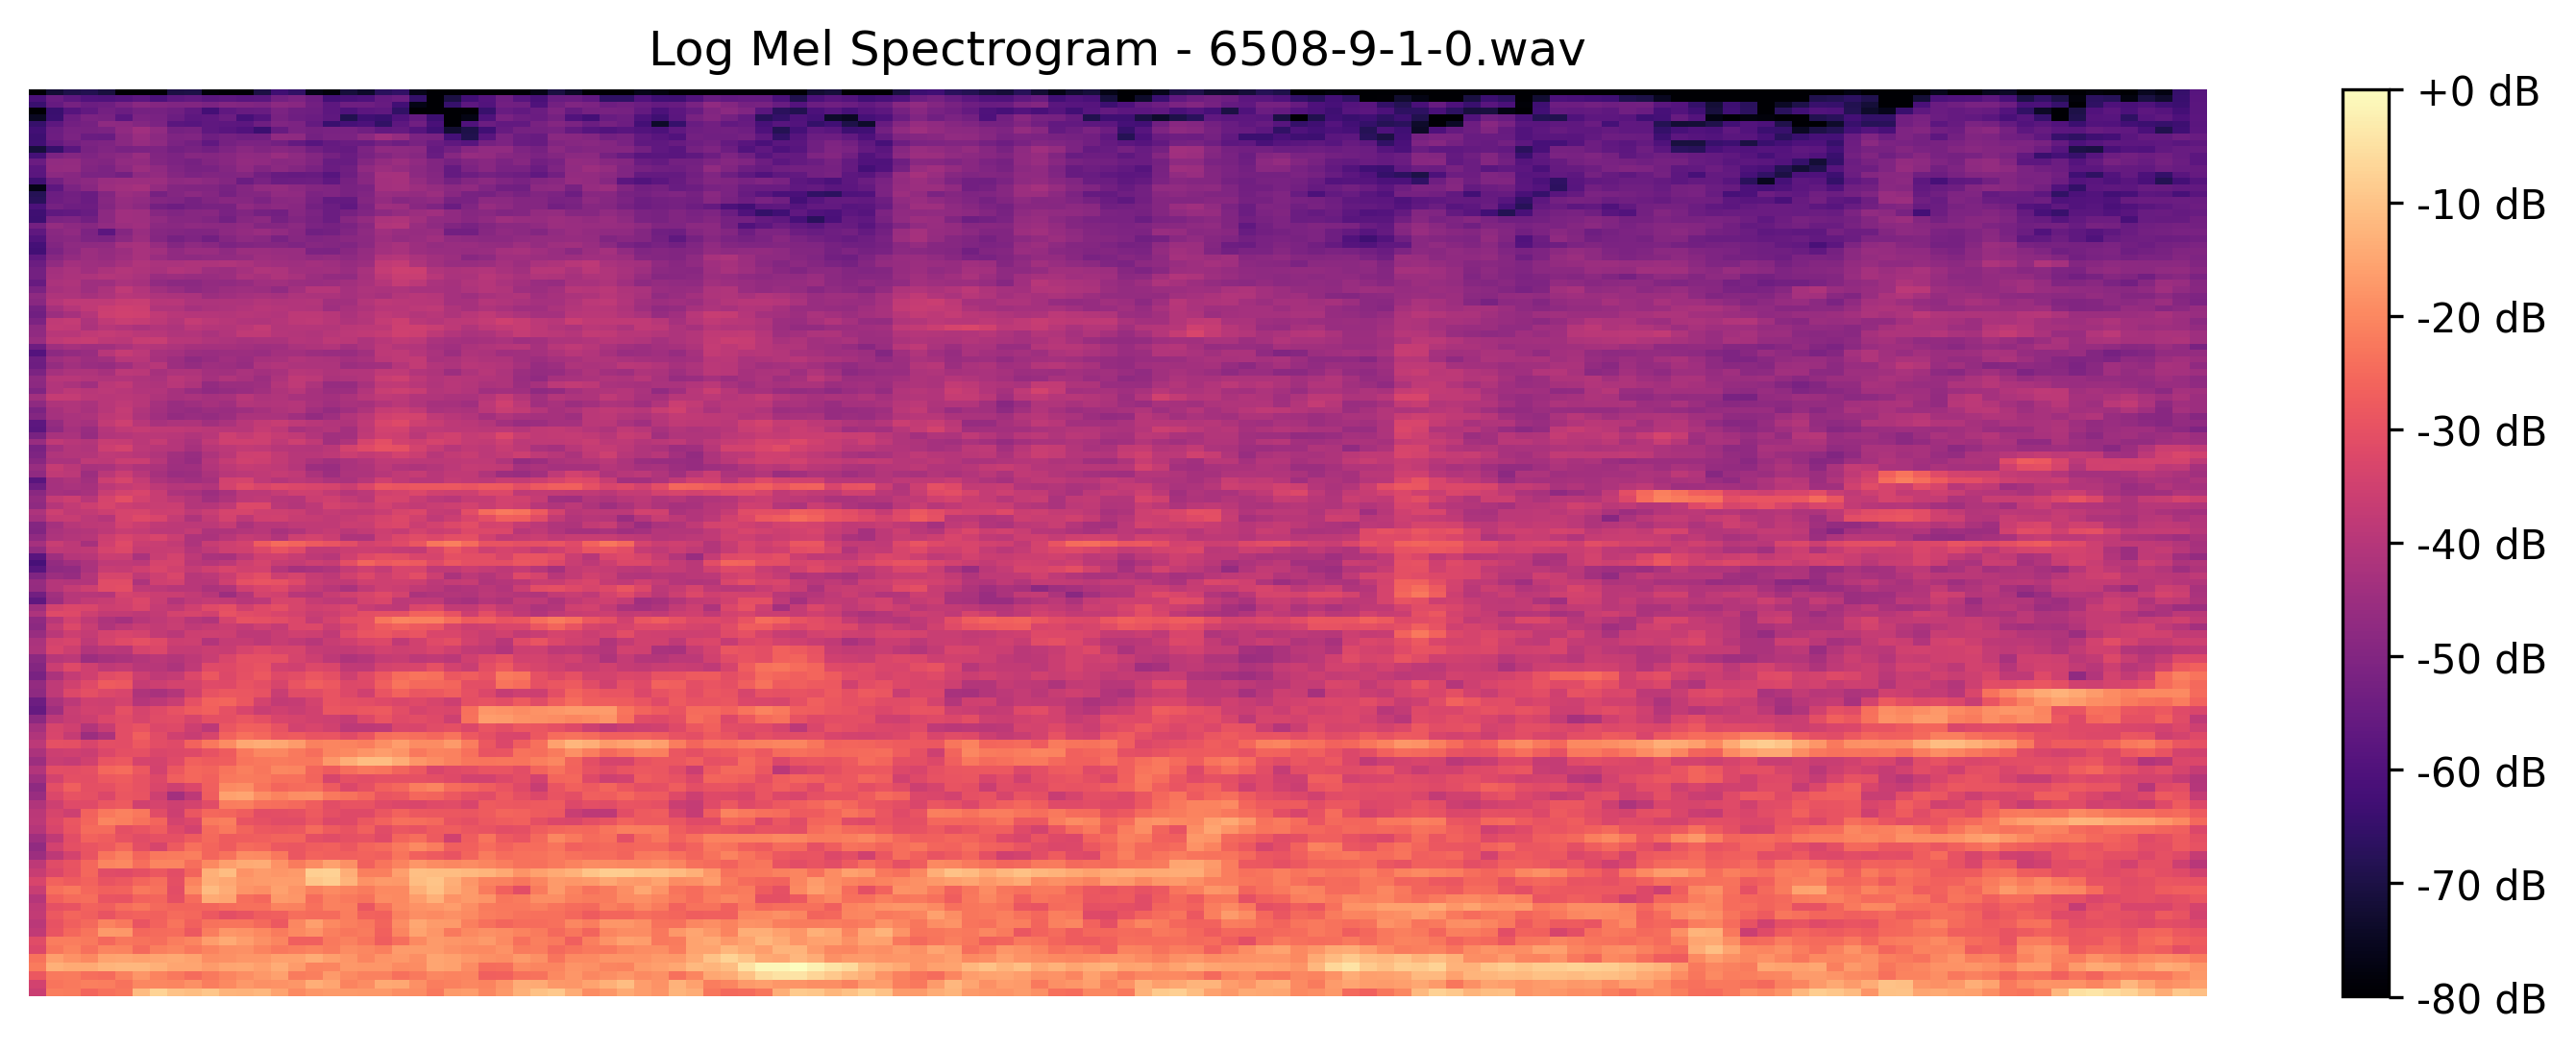 Log Mel Spectrogram - 6508-9-1-0.wav
+0 dB
-10 dB
-20 dB
-30 dB
-40 dB
-50 dB
-60 dB
-70 dB
-80 dB